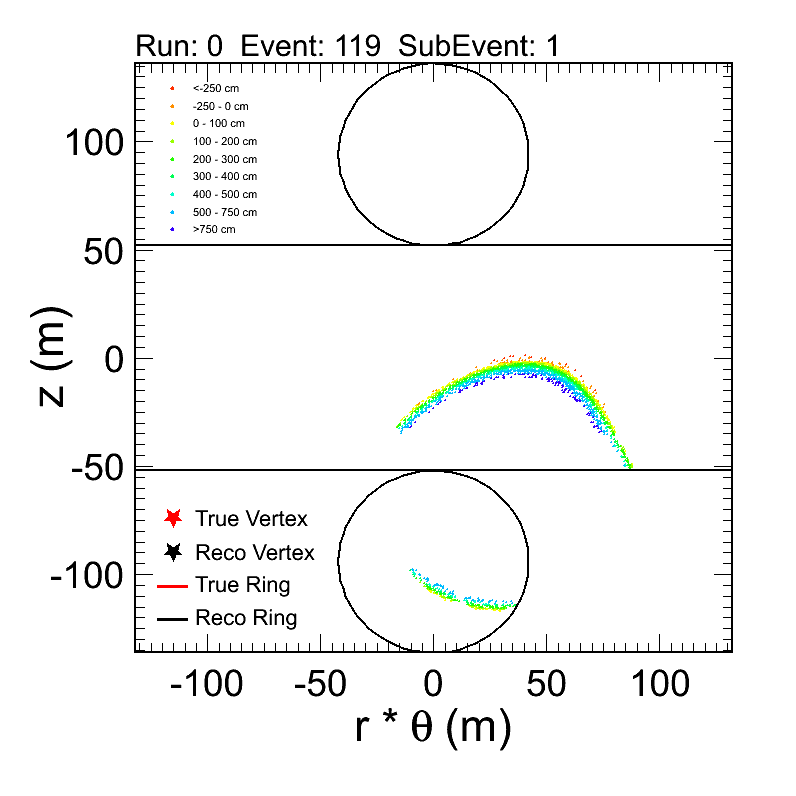 Run: 0 Event: 119 SubEvent: 1
<-250 cm
-250 - 0 cm
0 - 100 cm
100 - 200 cm
200 - 300 cm
300 - 400 cm
400 - 500 cm
500 - 750 cm
>750 cm
100
50
0
-50
-100
z (m)
True Vertex
Reco Vertex
True Ring
Reco Ring
-100 -50 0 50 100
r * θ (m)